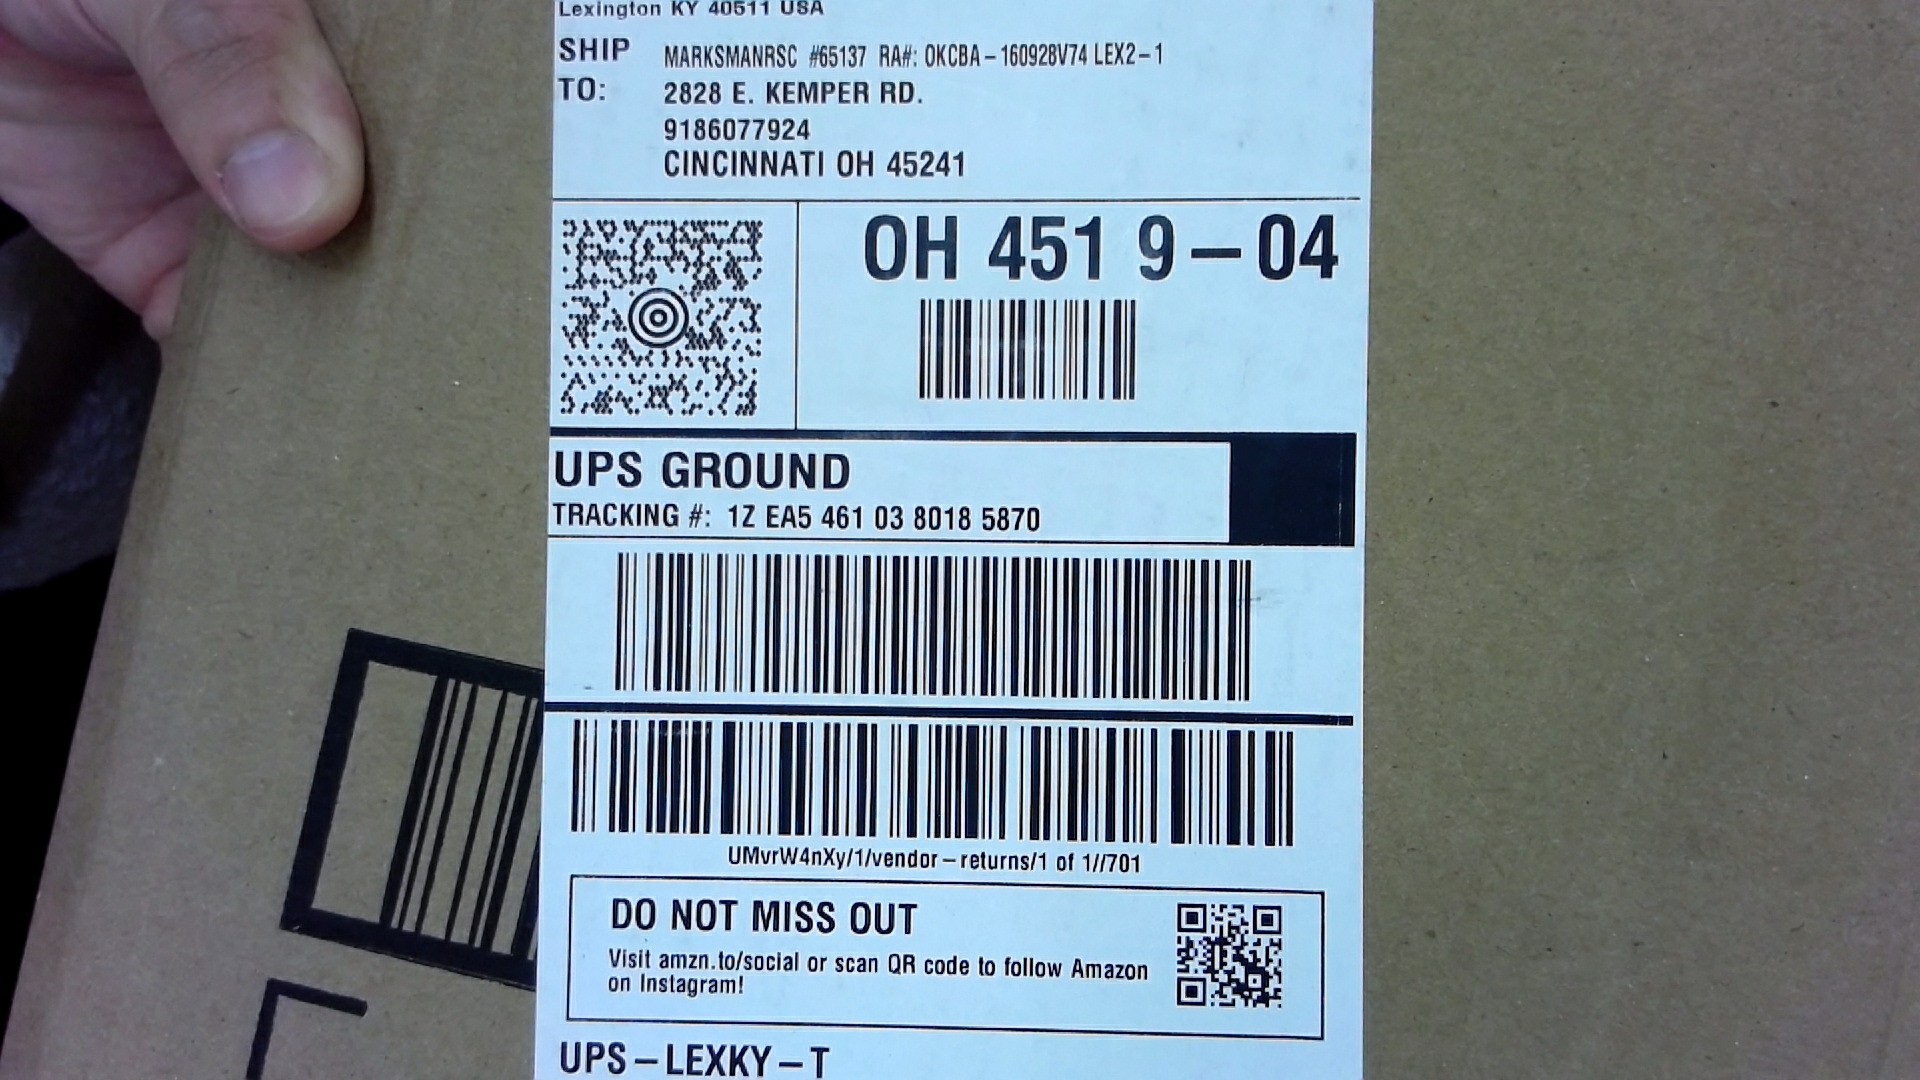 Lexington KY 40511 USA
SHIP TO:
MARKSMANRSC #65137 RA#: OKCBA-160928V74 LEX2-1
2828 E. KEMPER RD.
9186077924
CINCINNATI OH 45241
OH 451 9-04
UPS GROUND
TRACKING #: 1Z EA5 461 03 8018 5870
UMvrW4nXy/1/vendor-returns/1 of 1//701
DO NOT MISS OUT
Visit amzn.to/social or scan QR code to follow Amazon
on Instagram!
UPS-LEXKY-T